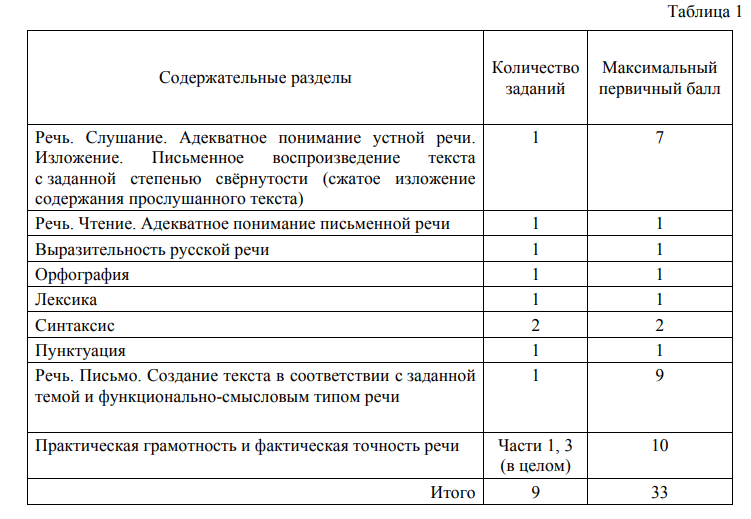 Таблица 1
Содержательные разделы
Количество
заданий
Максимальный
первичный балл
Речь. Слушание. Адекватное понимание устной речи.
Изложение. Письменное воспроизведение текста
с заданной степенью свёрнутости (сжатое изложение
содержания прослушанного текста)
1
7
Речь. Чтение. Адекватное понимание письменной речи
1
1
Выразительность русской речи
1
1
Орфография
1
1
Лексика
1
1
Синтаксис
2
2
Пунктуация
1
1
Речь. Письмо. Создание текста в соответствии с заданной
темой и функционально-смысловым типом речи
1
9
Практическая грамотность и фактическая точность речи
Части 1, 3
(в целом)
10
Итого
9
33